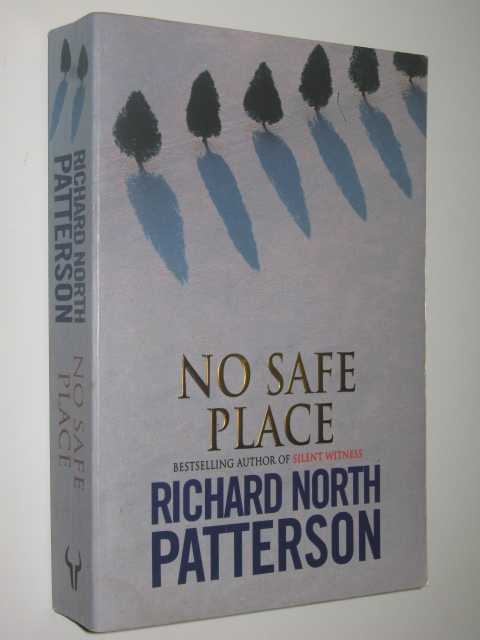 RICHARD NORTH
PATTERSON
NO SAFE
PLACE
NO SAFE
PLACE
BESTSELLING AUTHOR OF SILENT WITNESS
RICHARD NORTH
PATTERSON